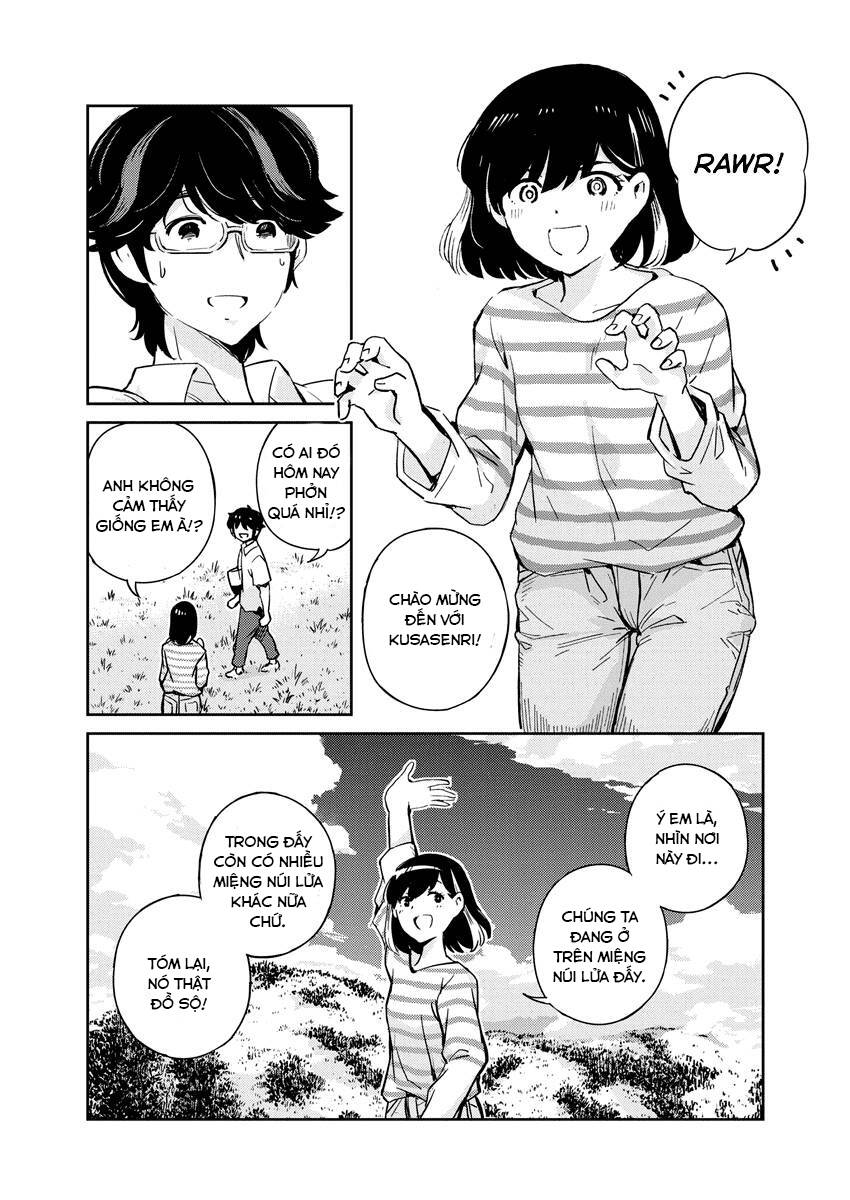 RAWR!
CHÀO MỪNG
ĐẾN VỚI
KUSASENRI!
CÓ AI ĐÓ
HÔM NAY
PHỞN
QUÁ NHỈ!?
ANH KHÔNG
CẢM THẤY
GIỐNG EM À!?
Ý EM LÀ,
NHÌN NƠI
NÀY ĐI...
CHÚNG TA
ĐANG Ở
TRÊN MIỆNG
NÚI LỬA ĐẤY.
TRONG ĐẤY
CÒN CÓ NHIỀU
MIỆNG NÚI LỬA
KHÁC NỮA
CHỨ.
TÓM LẠI,
NÓ THẬT
ĐỒ SỘ!